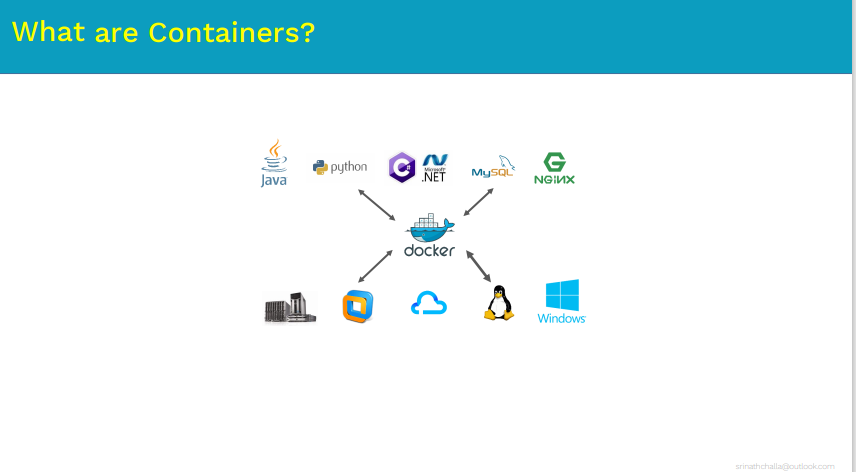 What are Containers?
Java
python
C#
Microsoft
.NET
MySQL
NGINX
docker
Windows
srinathchalla@outlook.com